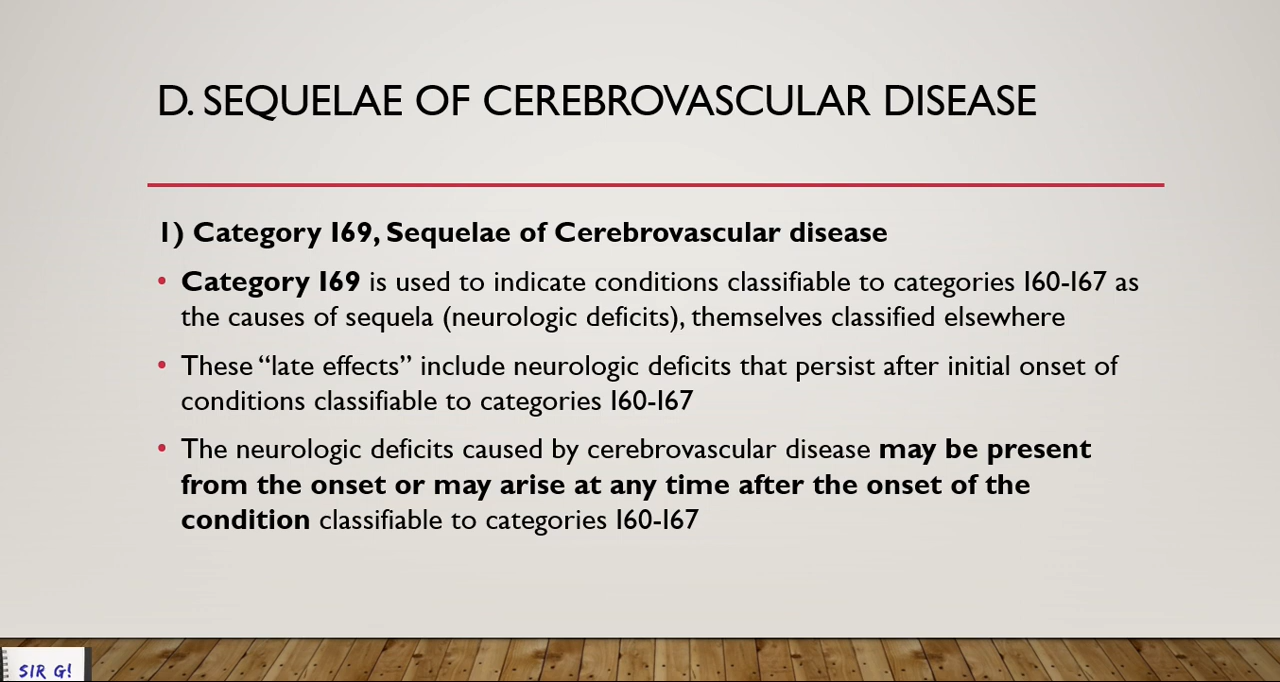 D. SEQUELAE OF CEREBROVASCULAR DISEASE
1) Category I69, Sequelae of Cerebrovascular disease
• Category I69 is used to indicate conditions classifiable to categories I60-I67 as
the causes of sequela (neurologic deficits), themselves classified elsewhere
• These “late effects” include neurologic deficits that persist after initial onset of
conditions classifiable to categories I60-I67
• The neurologic deficits caused by cerebrovascular disease may be present
from the onset or may arise at any time after the onset of the
condition classifiable to categories I60-I67
SIR G!